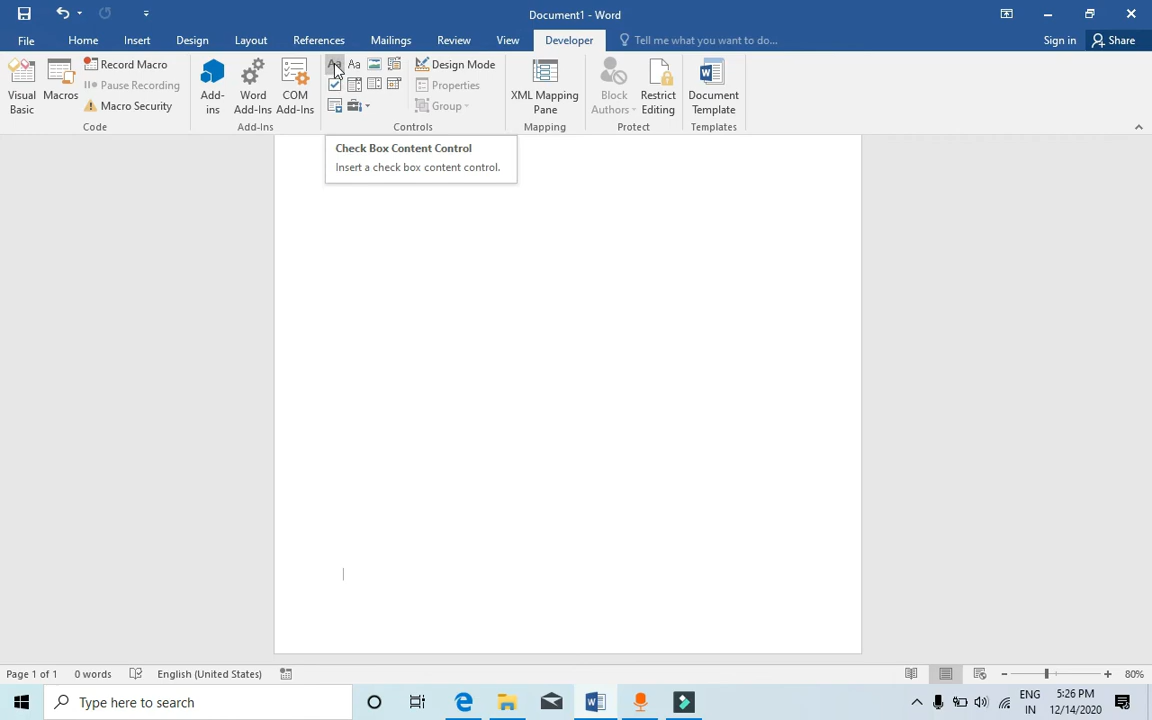 Document1 - Word
File Home Insert Design Layout References Mailings Review View Developer Tell me what you want to do... Sign in Share
Visual Basic
Macros
Record Macro
Pause Recording
Macro Security
Code
Add-ins
Word Add-Ins
COM Add-Ins
Add-Ins
Aa Aa
Design Mode
Properties
Group
Controls
XML Mapping Pane
Mapping
Block Authors
Restrict Editing
Protect
Document Template
Templates
Check Box Content Control
Insert a check box content control.
Page 1 of 1 0 words English (United States) 80%
Type here to search
ENG
IN
5:26 PM
12/14/2020